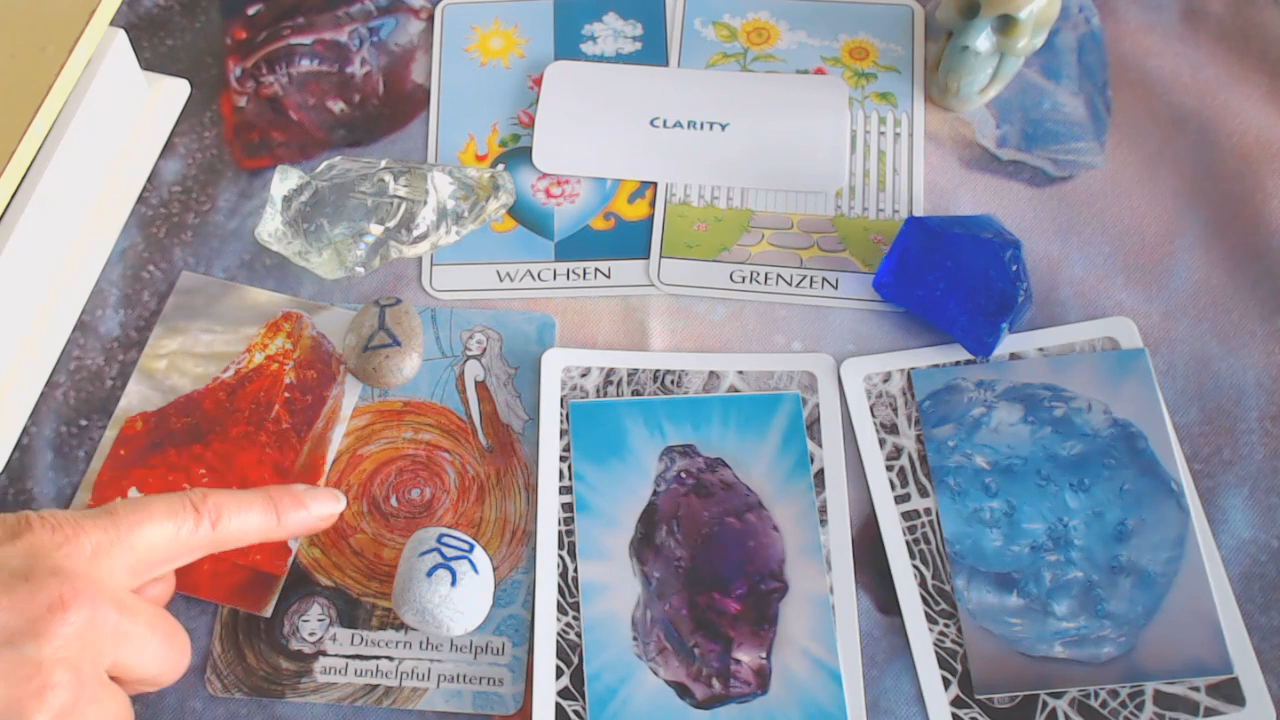 CLARITY
WACHSEN
GRENZEN
4. Discern the helpful
and unhelpful patterns